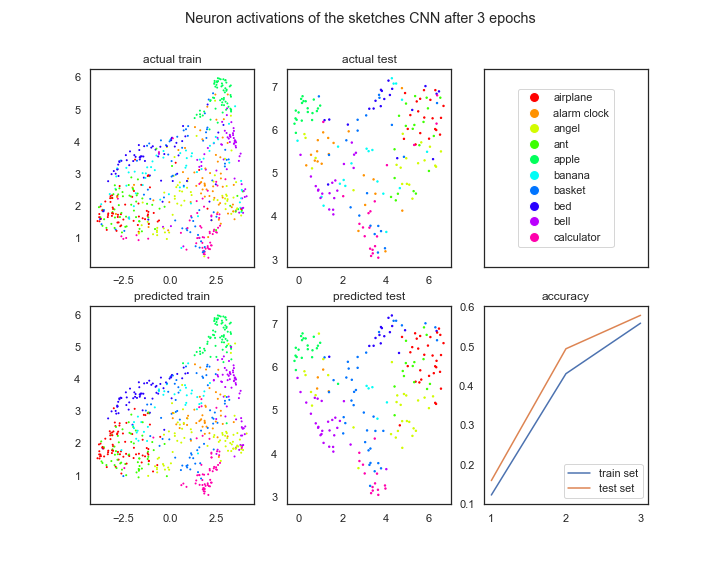 Neuron activations of the sketches CNN after 3 epochs
actual train
6
5
4
3
2
1
−2.5 0.0 2.5
actual test
7
6
5
4
3
0 2 4 6
airplane
alarm clock
angel
ant
apple
banana
basket
bed
bell
calculator
predicted train
6
5
4
3
2
1
−2.5 0.0 2.5
predicted test
7
6
5
4
3
0 2 4 6
accuracy
0.6
0.5
0.4
0.3
0.2
0.1
train set
test set
1 2 3